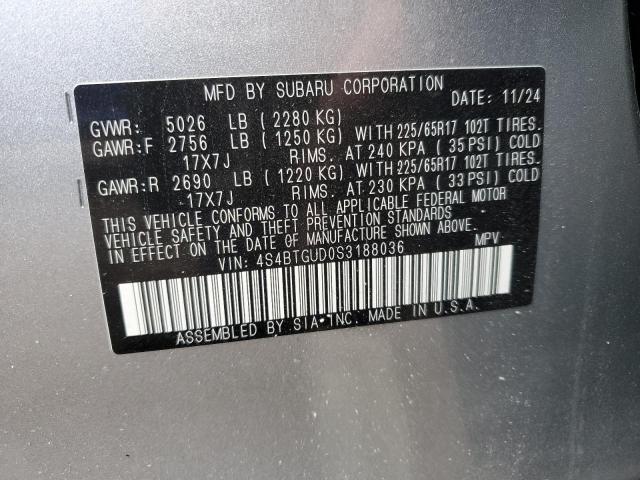 MFD BY SUBARU CORPORATION
DATE: 11/24
GVWR: 5026 LB ( 2280 KG)
GAWR:F 2756 LB ( 1250 KG) WITH 225/65R17 102T TIRES.
17X7J RIMS. AT 240 KPA ( 35 PSI) COLD
GAWR:R 2690 LB ( 1220 KG) WITH 225/65R17 102T TIRES.
17X7J RIMS. AT 230 KPA ( 33 PSI) COLD
THIS VEHICLE CONFORMS TO ALL APPLICABLE FEDERAL MOTOR
VEHICLE SAFETY AND THEFT PREVENTION STANDARDS
IN EFFECT ON THE DATE OF MANUFACTURE SHOWN ABOVE.
VIN: 4S4BTGUD0S3188036 MPV
ASSEMBLED BY SIA•INC. MADE IN U.S.A.